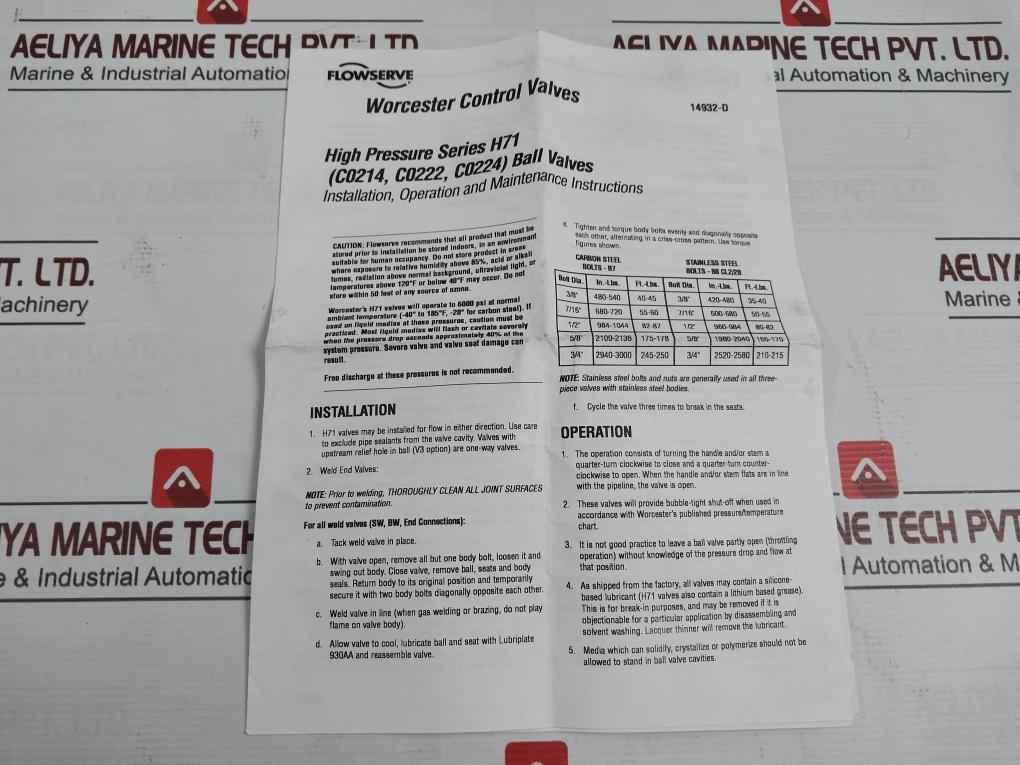 AELIYA MARINE TECH PVT. LTD.
Marine & Industrial Automation
AELIYA MARINE TECH PVT. LTD.
al Automation & Machinery
T. LTD.
achinery
AELIYA
Marine &
IYA MARINE TECH
e & Industrial Automatic
NE TECH PVT
l Automation & M
FLOWSERVE
Worcester Control Valves
14932-D
High Pressure Series H71
(C0214, C0222, C0224) Ball Valves
Installation, Operation and Maintenance Instructions
CAUTION: Flowserve recommends that all product that must be
stored prior to installation be stored indoors, in an environment
suitable for human occupancy. Do not store product in areas
where exposure to relative humidity above 85%, acid or alkali
fumes, radiation above normal background, ultraviolet light, or
temperatures above 120°F or below 40°F may occur. Do not
store within 50 feet of any source of ozone.
Worcester's H71 valves will operate to 6000 psi at normal
ambient temperature (-40° to 185°F, -20° for carbon steel). If
used on liquid medias at these pressures, caution must be
practiced. Most liquid medias will flash or cavitate severely
when the pressure drop exceeds approximately 40% of the
system pressure. Severe valve and valve seat damage can
result.
Free discharge at these pressures is not recommended.
INSTALLATION
1. H71 valves may be installed for flow in either direction. Use care
to exclude pipe sealants from the valve cavity. Valves with
upstream relief hole in ball (V3 option) are one-way valves.
2. Weld End Valves:
NOTE: Prior to welding, THOROUGHLY CLEAN ALL JOINT SURFACES
to prevent contamination.
For all weld valves (SW, BW, End Connections):
a. Tack weld valve in place.
b. With valve open, remove all but one body bolt, loosen it and
swing out body. Close valve, remove ball, seats and body
seals. Return body to its original position and temporarily
secure it with two body bolts diagonally opposite each other.
c. Weld valve in line (when gas welding or brazing, do not play
flame on valve body).
d. Allow valve to cool, lubricate ball and seat with Lubriplate
930AA and reassemble valve.
e. Tighten and torque body bolts evenly and diagonally opposite
each other, alternating in a criss-cross pattern. Use torque
figures shown.
CARBON STEEL STAINLESS STEEL
BOLTS - B7 BOLTS - B8 CL2/2B
Bolt Dia. In.-Lbs. Ft.-Lbs. Bolt Dia. In.-Lbs. Ft.-Lbs.
3/8" 480-540 40-45 3/8" 420-480 35-40
7/16" 680-720 55-60 7/16" 600-660 50-55
1/2" 984-1044 82-87 1/2" 960-984 80-82
5/8" 2100-2136 175-178 5/8" 1980-2040 165-170
3/4" 2940-3000 245-250 3/4" 2520-2580 210-215
NOTE: Stainless steel bolts and nuts are generally used in all three-
piece valves with stainless steel bodies.
f. Cycle the valve three times to break in the seats.
OPERATION
1. The operation consists of turning the handle and/or stem a
quarter-turn clockwise to close and a quarter-turn counter-
clockwise to open. When the handle and/or stem flats are in line
with the pipeline, the valve is open.
2. These valves will provide bubble-tight shut-off when used in
accordance with Worcester's published pressure/temperature
chart.
3. It is not good practice to leave a ball valve partly open (throttling
operation) without knowledge of the pressure drop and flow at
that position.
4. As shipped from the factory, all valves may contain a silicone-
based lubricant (H71 valves also contain a lithium based grease).
This is for break-in purposes, and may be removed if it is
objectionable for a particular application by disassembling and
solvent washing. Lacquer thinner will remove the lubricant.
5. Media which can solidify, crystallize or polymerize should not be
allowed to stand in ball valve cavities.